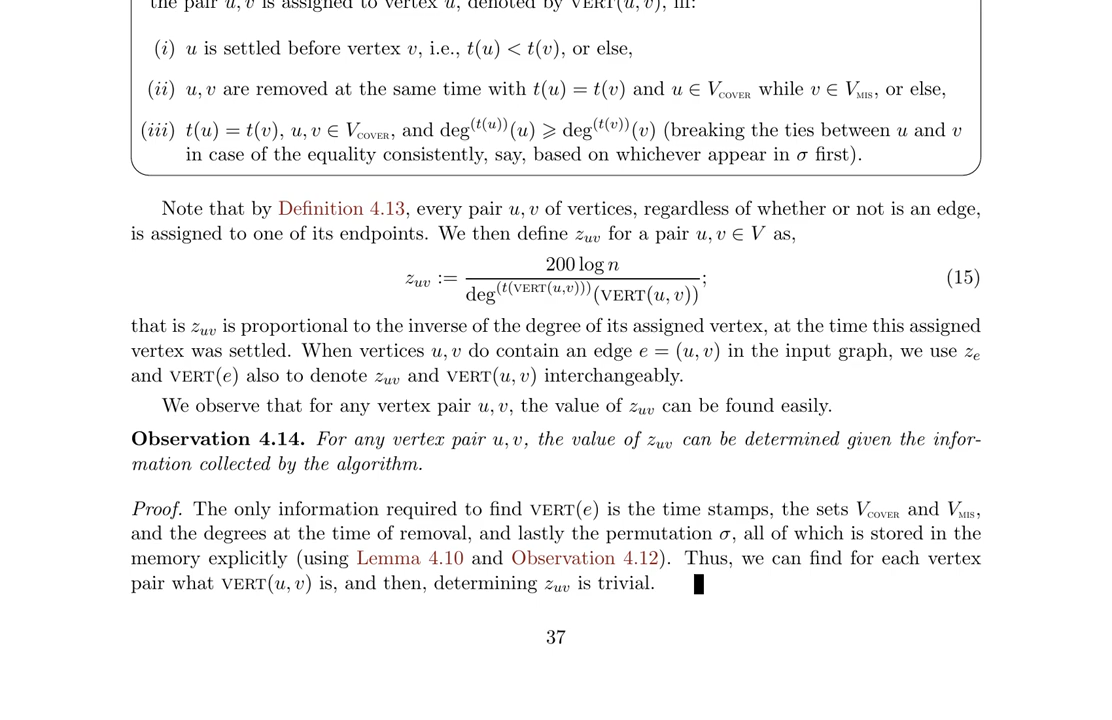 the pair u, v is assigned to vertex u, denoted by VERT(u, v), iff:
(i) u is settled before vertex v, i.e., t(u) < t(v), or else,
(ii) u, v are removed at the same time with t(u) = t(v) and u ∈ V_COVER while v ∈ V_MIS, or else,
(iii) t(u) = t(v), u, v ∈ V_COVER, and deg^(t(u))(u) ⩾ deg^(t(v))(v) (breaking the ties between u and v
in case of the equality consistently, say, based on whichever appear in σ first).
Note that by Definition 4.13, every pair u, v of vertices, regardless of whether or not is an edge,
is assigned to one of its endpoints. We then define z_uv for a pair u, v ∈ V as,
z_uv := 200 log n / deg^(t(VERT(u,v)))(VERT(u, v)); (15)
that is z_uv is proportional to the inverse of the degree of its assigned vertex, at the time this assigned
vertex was settled. When vertices u, v do contain an edge e = (u, v) in the input graph, we use z_e
and VERT(e) also to denote z_uv and VERT(u, v) interchangeably.
We observe that for any vertex pair u, v, the value of z_uv can be found easily.
Observation 4.14. For any vertex pair u, v, the value of z_uv can be determined given the infor-
mation collected by the algorithm.
Proof. The only information required to find VERT(e) is the time stamps, the sets V_COVER and V_MIS,
and the degrees at the time of removal, and lastly the permutation σ, all of which is stored in the
memory explicitly (using Lemma 4.10 and Observation 4.12). Thus, we can find for each vertex
pair what VERT(u, v) is, and then, determining z_uv is trivial. ∎
37